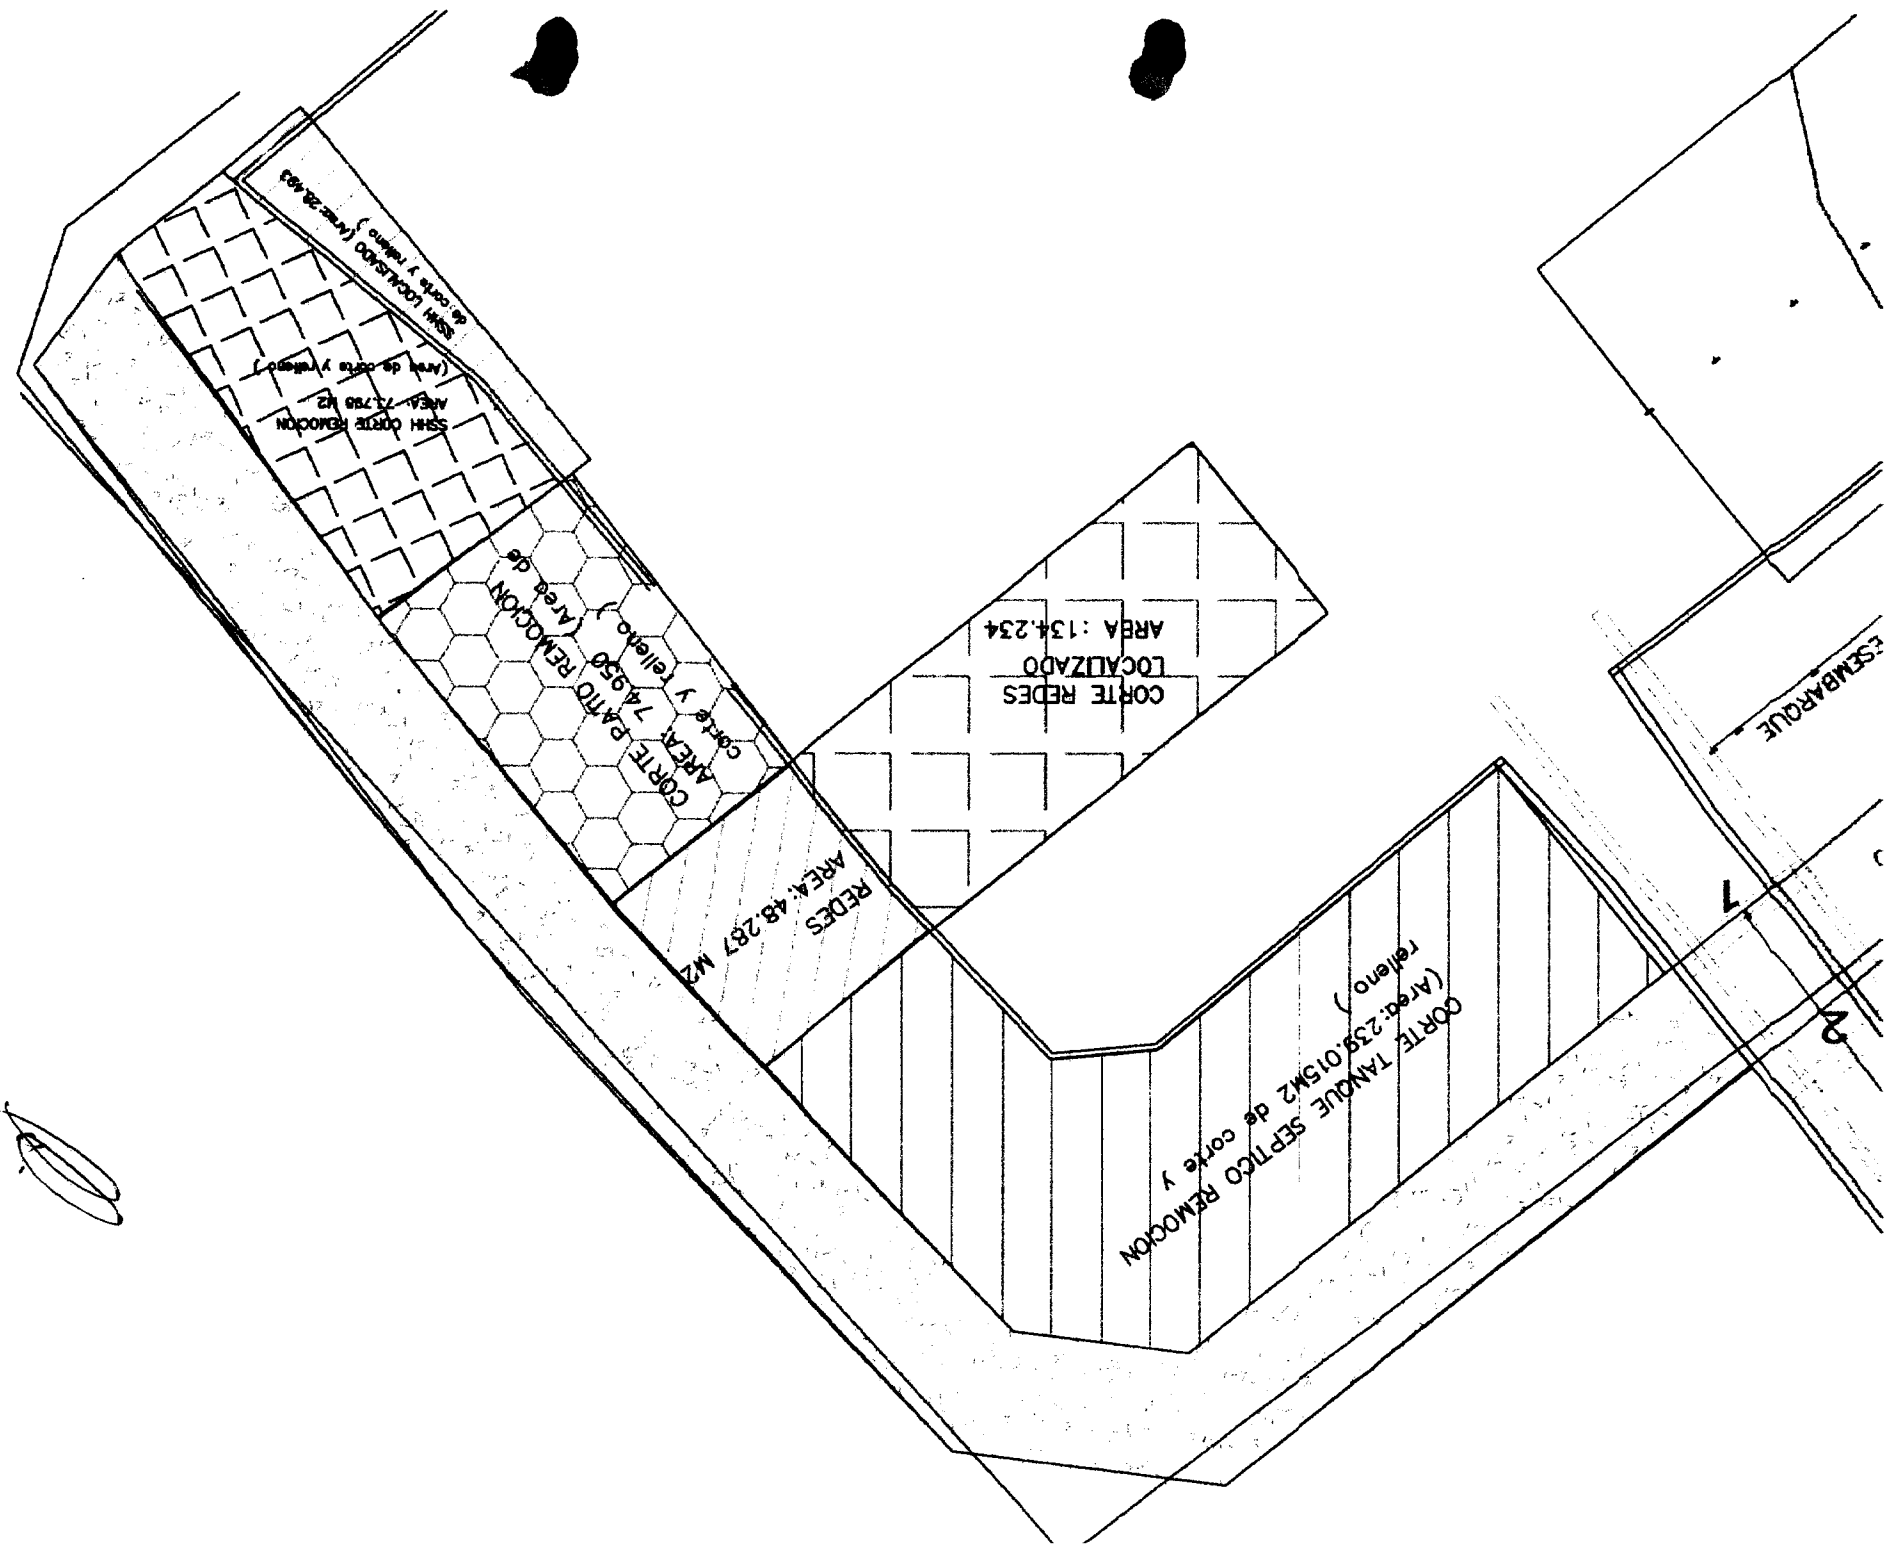 CORTE TANQUE SEPTICO REMOCION
(Area: 239.015M2 de corte y
relleno )
REDES
AREA: 48.287 M2
CORTE REDES
LOCALIZADO
AREA :134.234
CORTE PATIO REMOCION
AREA: 74.950 (Area de
corte y relleno )
SSHH CORTE REMOCION
AREA: 73.798 M2
(Area de corte y relleno )
SSHH LOCALISADO (Area: 28.493
de corte y relleno )
ESEMBARQUE
1
2